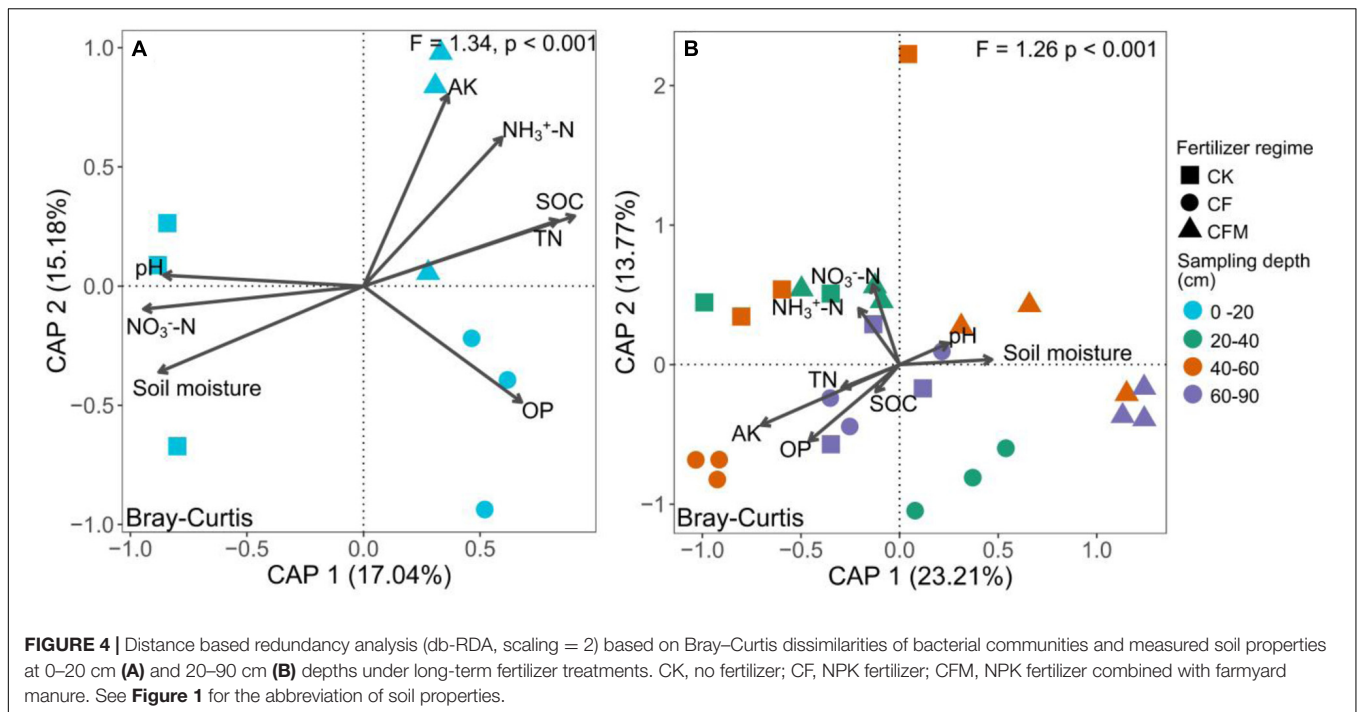 A
F = 1.34, p < 0.001
1.0
0.5
0.0
−0.5
−1.0
CAP 2 (15.18%)
AK
NH₃⁺-N
SOC
TN
pH
NO₃⁻-N
Soil moisture
OP
Bray-Curtis
−1.0
−0.5
0.0
0.5
CAP 1 (17.04%)
B
F = 1.26 p < 0.001
2
1
0
−1
CAP 2 (13.77%)
NO₃⁻-N
NH₃⁺-N
pH
Soil moisture
TN
SOC
AK
OP
Bray-Curtis
−1.0
−0.5
0.0
0.5
1.0
CAP 1 (23.21%)
Fertilizer regime
CK
CF
CFM
Sampling depth
(cm)
0 -20
20-40
40-60
60-90
FIGURE 4 | Distance based redundancy analysis (db-RDA, scaling = 2) based on Bray–Curtis dissimilarities of bacterial communities and measured soil properties
at 0–20 cm (A) and 20–90 cm (B) depths under long-term fertilizer treatments. CK, no fertilizer; CF, NPK fertilizer; CFM, NPK fertilizer combined with farmyard
manure. See Figure 1 for the abbreviation of soil properties.